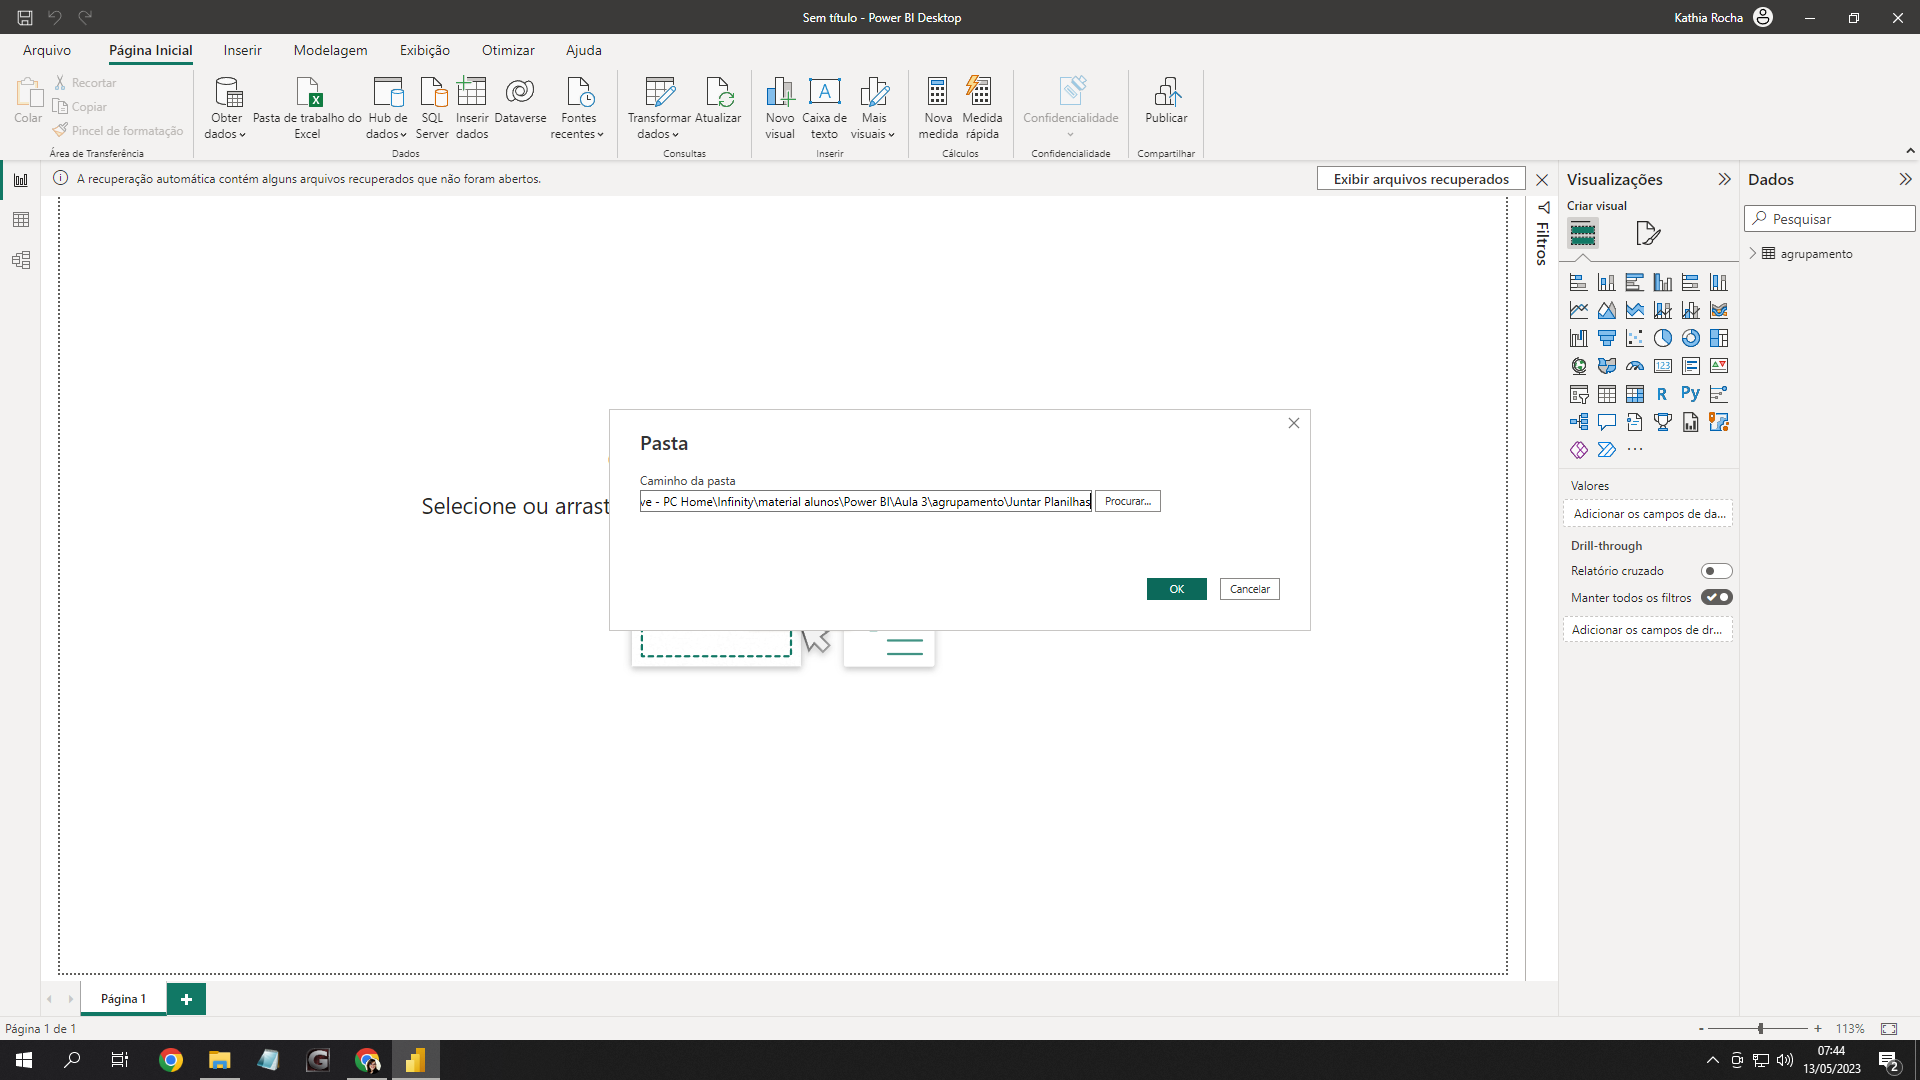 Sem título - Power BI Desktop
Kathia Rocha
Arquivo
Página Inicial
Inserir
Modelagem
Exibição
Otimizar
Ajuda
Colar
Recortar
Copiar
Pincel de formatação
Área de Transferência
Obter dados
Pasta de trabalho do Excel
Hub de dados
SQL Server
Inserir dados
Dataverse
Fontes recentes
Dados
Transformar dados
Atualizar
Consultas
Novo visual
Caixa de texto
Mais visuais
Inserir
Nova medida
Medida rápida
Cálculos
Confidencialidade
Confidencialidade
Publicar
Compartilhar
A recuperação automática contém alguns arquivos recuperados que não foram abertos.
Exibir arquivos recuperados
Filtros
Visualizações
Criar visual
123
R
Py
Valores
Adicionar os campos de da...
Drill-through
Relatório cruzado
Manter todos os filtros
Adicionar os campos de dr...
Dados
Pesquisar
agrupamento
Selecione ou arrast
Pasta
Caminho da pasta
ve - PC Home\Infinity\material alunos\Power BI\Aula 3\agrupamento\Juntar Planilhas
Procurar...
OK
Cancelar
Página 1
Página 1 de 1
- + 113%
07:44
13/05/2023
2